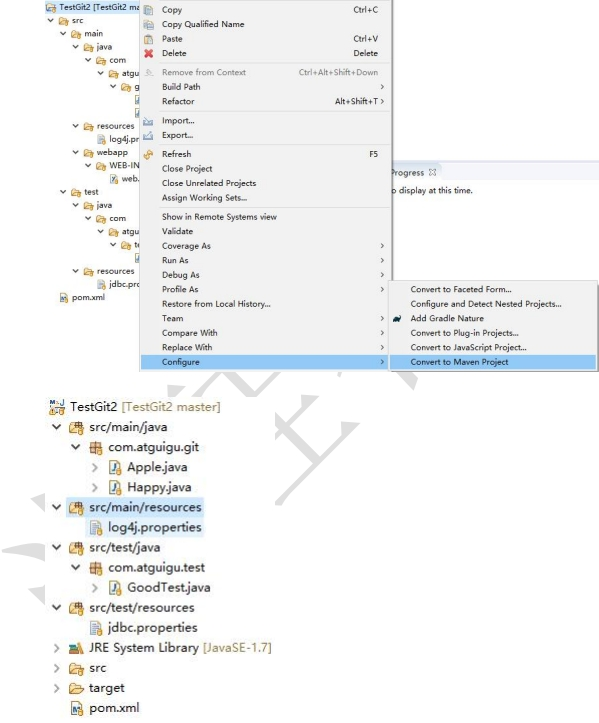 TestGit2 [TestGit2 ma
src
main
java
com
atgu
g
resources
log4j.pr
webapp
WEB-IN
web.
test
java
com
atgu
te
resources
jdbc.pro
pom.xml
Copy Ctrl+C
Copy Qualified Name
Paste Ctrl+V
Delete Delete
Remove from Context Ctrl+Alt+Shift+Down
Build Path
Refactor Alt+Shift+T
Import...
Export...
Refresh F5
Close Project
Close Unrelated Projects
Assign Working Sets...
Show in Remote Systems view
Validate
Coverage As
Run As
Debug As
Profile As
Restore from Local History...
Team
Compare With
Replace With
Configure
Progress
o display at this time.
Convert to Faceted Form...
Configure and Detect Nested Projects...
Add Gradle Nature
Convert to Plug-in Projects...
Convert to JavaScript Project...
Convert to Maven Project
TestGit2 [TestGit2 master]
src/main/java
com.atguigu.git
Apple.java
Happy.java
src/main/resources
log4j.properties
src/test/java
com.atguigu.test
GoodTest.java
src/test/resources
jdbc.properties
JRE System Library [JavaSE-1.7]
src
target
pom.xml